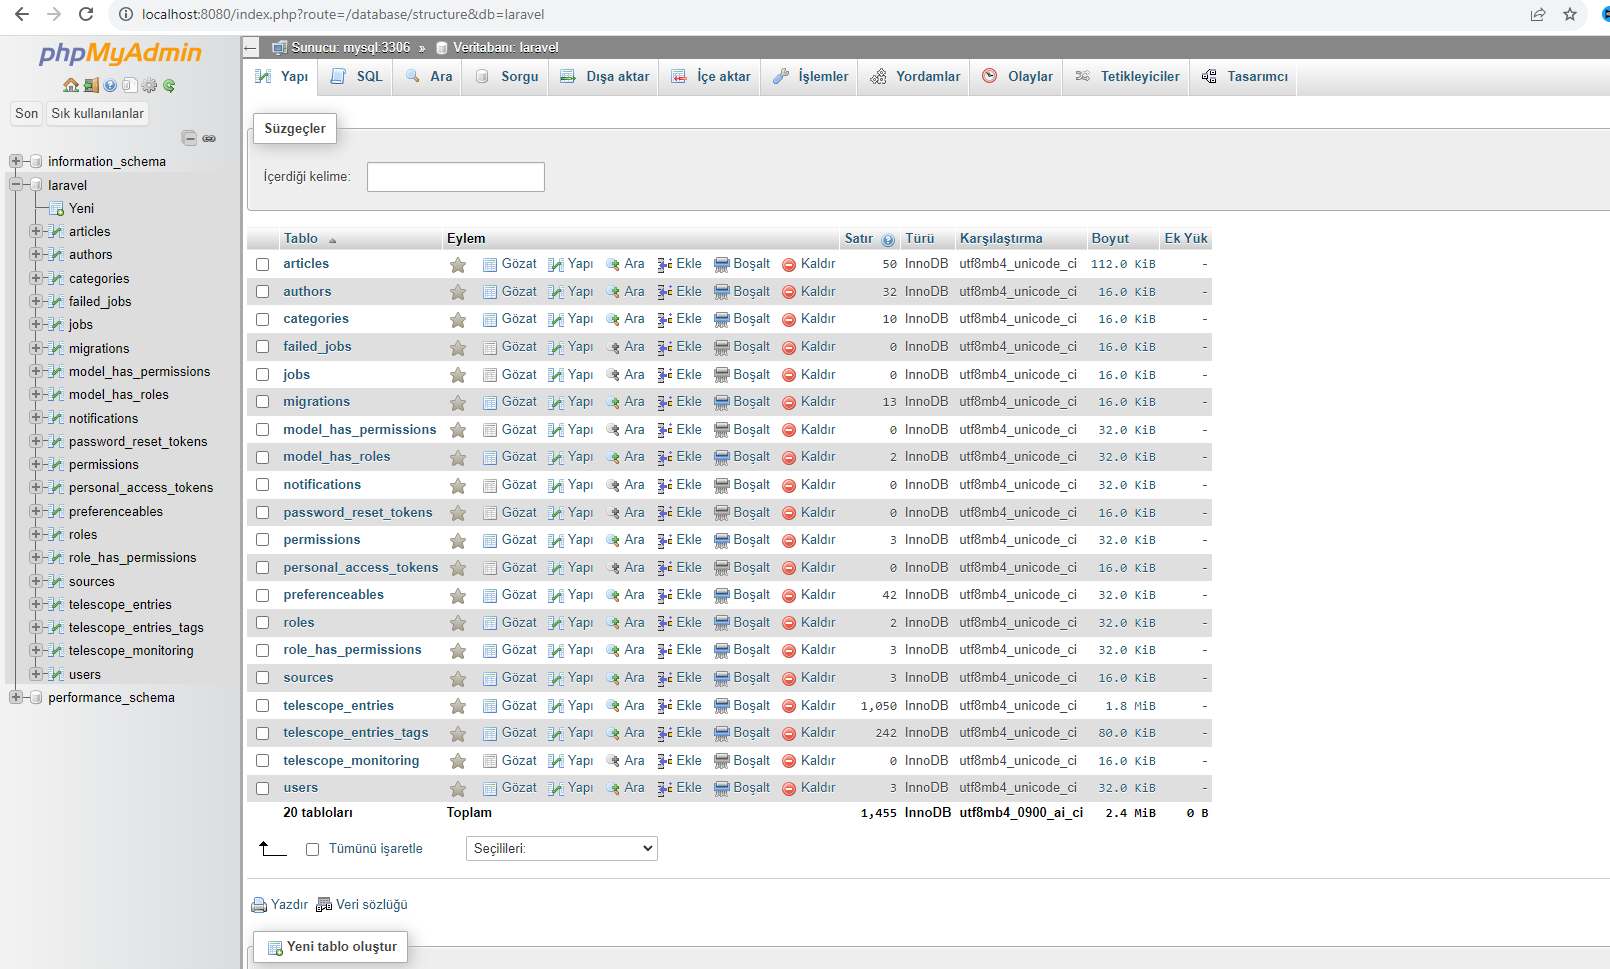 localhost:8080/index.php?route=/database/structure&db=laravel
phpMyAdmin
Son
Sık kullanılanlar
information_schema
laravel
Yeni
articles
authors
categories
failed_jobs
jobs
migrations
model_has_permissions
model_has_roles
notifications
password_reset_tokens
permissions
personal_access_tokens
preferenceables
roles
role_has_permissions
sources
telescope_entries
telescope_entries_tags
telescope_monitoring
users
performance_schema
Sunucu: mysql:3306 » Veritabanı: laravel
Yapı SQL Ara Sorgu Dışa aktar İçe aktar İşlemler Yordamlar Olaylar Tetikleyiciler Tasarımcı
Süzgeçler
İçerdiği kelime:
Tablo Eylem Satır Türü Karşılaştırma Boyut Ek Yük
articles Gözat Yapı Ara Ekle Boşalt Kaldır 50 InnoDB utf8mb4_unicode_ci 112.0 KiB -
authors Gözat Yapı Ara Ekle Boşalt Kaldır 32 InnoDB utf8mb4_unicode_ci 16.0 KiB -
categories Gözat Yapı Ara Ekle Boşalt Kaldır 10 InnoDB utf8mb4_unicode_ci 16.0 KiB -
failed_jobs Gözat Yapı Ara Ekle Boşalt Kaldır 0 InnoDB utf8mb4_unicode_ci 16.0 KiB -
jobs Gözat Yapı Ara Ekle Boşalt Kaldır 0 InnoDB utf8mb4_unicode_ci 16.0 KiB -
migrations Gözat Yapı Ara Ekle Boşalt Kaldır 13 InnoDB utf8mb4_unicode_ci 16.0 KiB -
model_has_permissions Gözat Yapı Ara Ekle Boşalt Kaldır 0 InnoDB utf8mb4_unicode_ci 32.0 KiB -
model_has_roles Gözat Yapı Ara Ekle Boşalt Kaldır 2 InnoDB utf8mb4_unicode_ci 32.0 KiB -
notifications Gözat Yapı Ara Ekle Boşalt Kaldır 0 InnoDB utf8mb4_unicode_ci 32.0 KiB -
password_reset_tokens Gözat Yapı Ara Ekle Boşalt Kaldır 0 InnoDB utf8mb4_unicode_ci 16.0 KiB -
permissions Gözat Yapı Ara Ekle Boşalt Kaldır 3 InnoDB utf8mb4_unicode_ci 32.0 KiB -
personal_access_tokens Gözat Yapı Ara Ekle Boşalt Kaldır 0 InnoDB utf8mb4_unicode_ci 16.0 KiB -
preferenceables Gözat Yapı Ara Ekle Boşalt Kaldır 42 InnoDB utf8mb4_unicode_ci 32.0 KiB -
roles Gözat Yapı Ara Ekle Boşalt Kaldır 2 InnoDB utf8mb4_unicode_ci 32.0 KiB -
role_has_permissions Gözat Yapı Ara Ekle Boşalt Kaldır 3 InnoDB utf8mb4_unicode_ci 32.0 KiB -
sources Gözat Yapı Ara Ekle Boşalt Kaldır 3 InnoDB utf8mb4_unicode_ci 16.0 KiB -
telescope_entries Gözat Yapı Ara Ekle Boşalt Kaldır 1,050 InnoDB utf8mb4_unicode_ci 1.8 MiB -
telescope_entries_tags Gözat Yapı Ara Ekle Boşalt Kaldır 242 InnoDB utf8mb4_unicode_ci 80.0 KiB -
telescope_monitoring Gözat Yapı Ara Ekle Boşalt Kaldır 0 InnoDB utf8mb4_unicode_ci 16.0 KiB -
users Gözat Yapı Ara Ekle Boşalt Kaldır 3 InnoDB utf8mb4_unicode_ci 32.0 KiB -
20 tabloları Toplam 1,455 InnoDB utf8mb4_0900_ai_ci 2.4 MiB 0 B
Tümünü işaretle Seçilileri:
Yazdır Veri sözlüğü
Yeni tablo oluştur